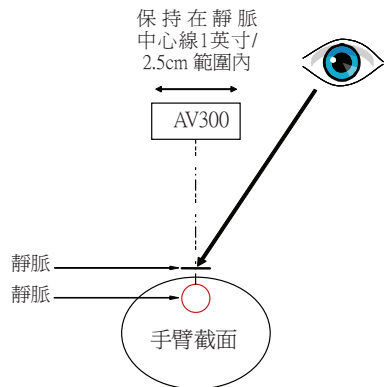 保持在靜脈
中心線1英寸/
2.5cm 範圍內
AV300
靜脈
靜脈
手臂截面